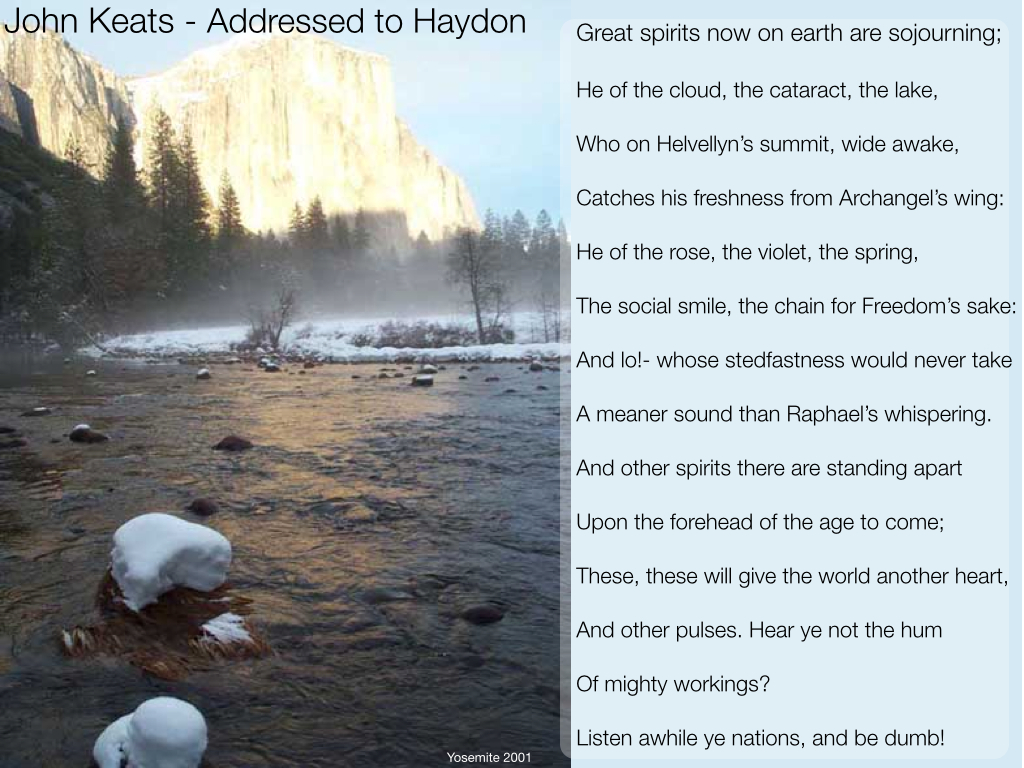 John Keats - Addressed to Haydon
Great spirits now on earth are sojourning;
He of the cloud, the cataract, the lake,
Who on Helvellyn’s summit, wide awake,
Catches his freshness from Archangel’s wing:
He of the rose, the violet, the spring,
The social smile, the chain for Freedom’s sake:
And lo!- whose stedfastness would never take
A meaner sound than Raphael’s whispering.
And other spirits there are standing apart
Upon the forehead of the age to come;
These, these will give the world another heart,
And other pulses. Hear ye not the hum
Of mighty workings?
Listen awhile ye nations, and be dumb!
Yosemite 2001